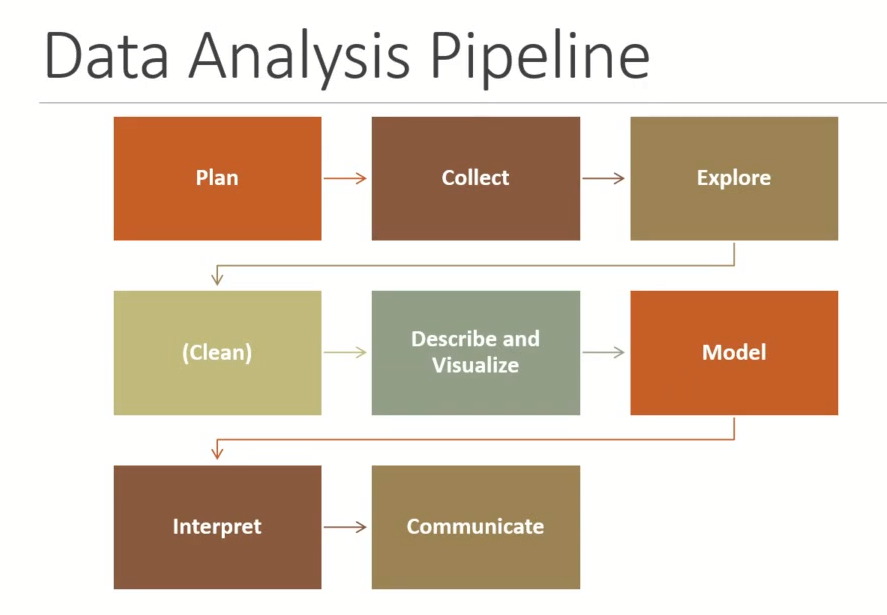 Data Analysis Pipeline
Plan
Collect
Explore
(Clean)
Describe and
Visualize
Model
Interpret
Communicate